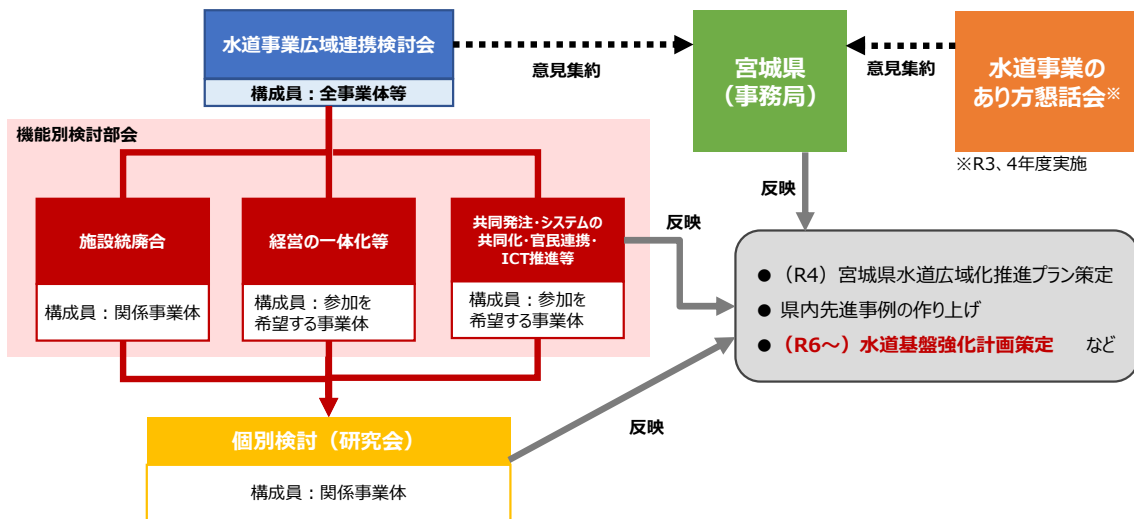 水道事業広域連携検討会
構成員：全事業体等
意見集約
宮城県
（事務局）
意見集約
水道事業の
あり方懇話会※
※R3、4年度実施
機能別検討部会
施設統廃合
構成員：関係事業体
経営の一体化等
構成員：参加を
希望する事業体
共同発注・システムの
共同化・官民連携・
ICT推進等
構成員：参加を
希望する事業体
反映
反映
● （R4）宮城県水道広域化推進プラン策定
● 県内先進事例の作り上げ
● （R6～）水道基盤強化計画策定 など
反映
個別検討（研究会）
構成員：関係事業体